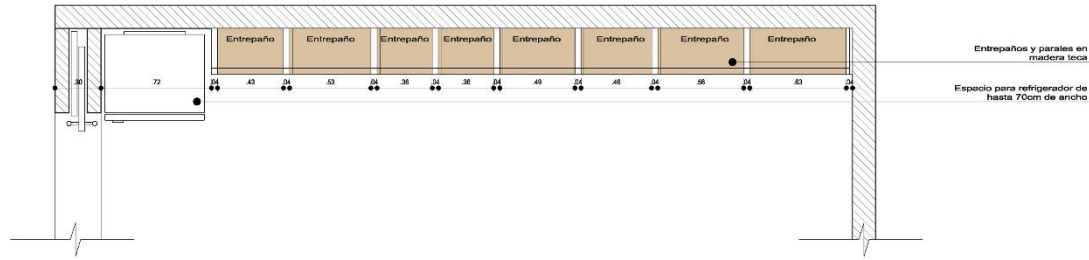 Entrepaño Entrepaño Entrepaño Entrepaño Entrepaño Entrepaño Entrepaño Entrepaño
Entrepaños y parales en
madera teca
.30 .72 .04 .43 .04 .53 .04 .36 .04 .36 .04 .49 .04 .46 .04 .56 .04 .63 .04
Espacio para refrigerador de
hasta 70cm de ancho